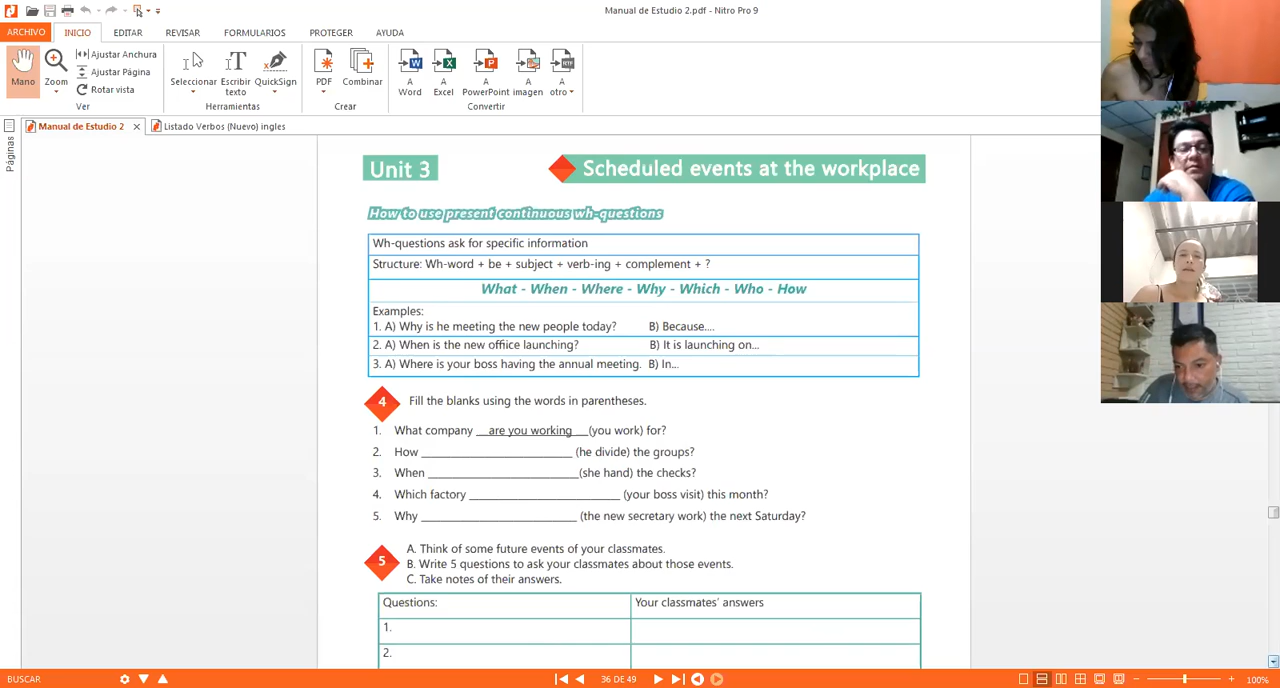 Manual de Estudio 2.pdf - Nitro Pro 9
ARCHIVO INICIO EDITAR REVISAR FORMULARIOS PROTEGER AYUDA
Mano
Zoom
Ajustar Anchura
Ajustar Página
Rotar vista
Ver
Seleccionar
Escribir texto
QuickSign
Herramientas
PDF
Combinar
Crear
A Word
A Excel
A PowerPoint
A imagen
A otro
Convertir
Manual de Estudio 2
Listado Verbos (Nuevo) ingles
Páginas
Unit 3
Scheduled events at the workplace
How to use present continuous wh-questions
Wh-questions ask for specific information
Structure: Wh-word + be + subject + verb-ing + complement + ?
What - When - Where - Why - Which - Who - How
Examples:
1. A) Why is he meeting the new people today? B) Because....
2. A) When is the new office launching? B) It is launching on...
3. A) Where is your boss having the annual meeting. B) In...
4 Fill the blanks using the words in parentheses.
1. What company __are you working __(you work) for?
2. How ______________________ (he divide) the groups?
3. When ______________________(she hand) the checks?
4. Which factory ______________________ (your boss visit) this month?
5. Why ______________________ (the new secretary work) the next Saturday?
5
A. Think of some future events of your classmates.
B. Write 5 questions to ask your classmates about those events.
C. Take notes of their answers.
Questions: Your classmates' answers
1.
2.
BUSCAR
36 DE 49
100%